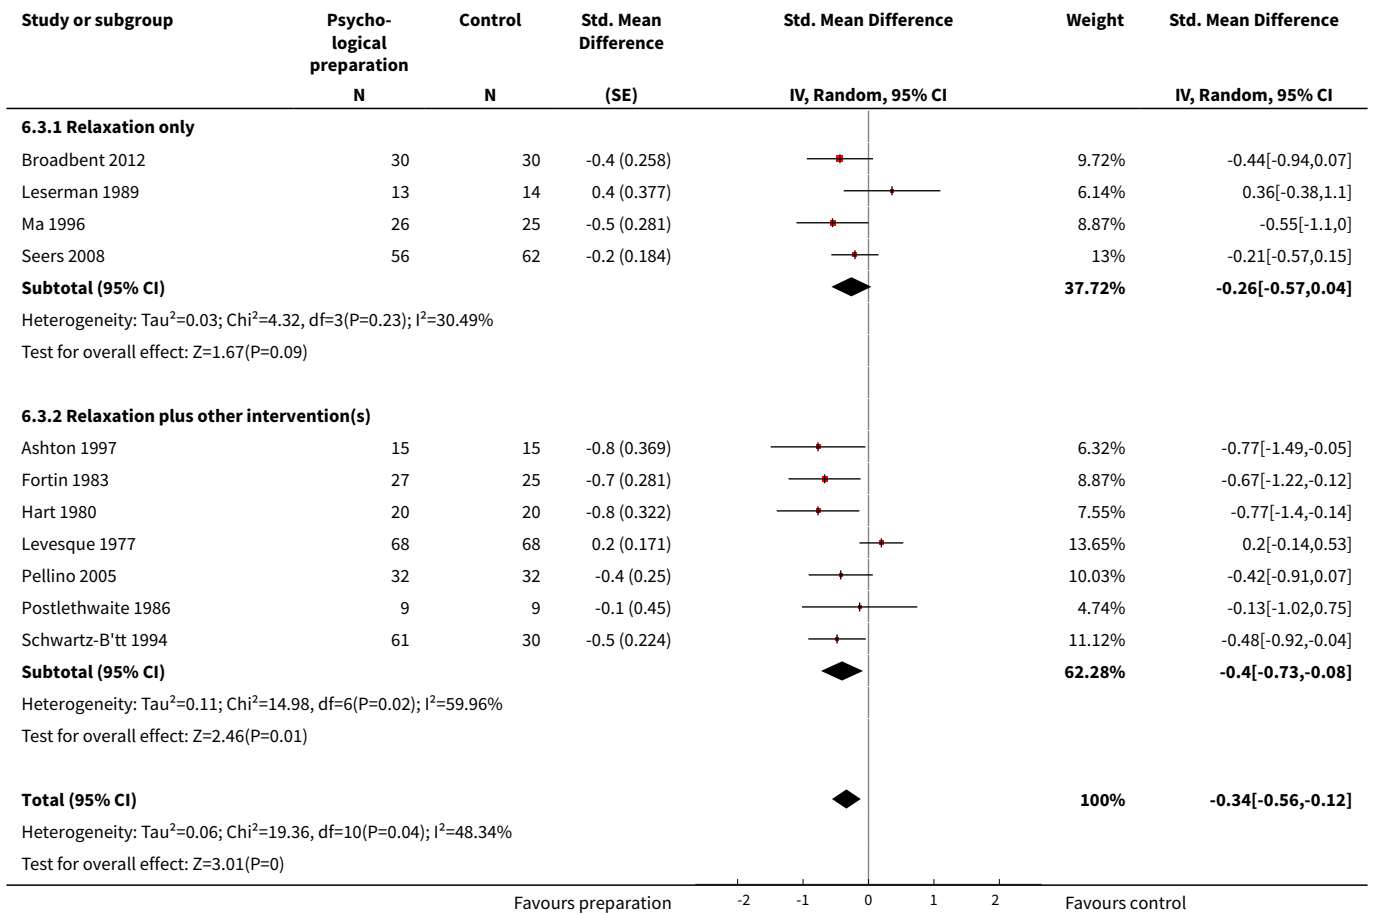 Study or subgroup Psycho- Control Std. Mean Std. Mean Difference Weight Std. Mean Difference
logical Difference
preparation
N N (SE) IV, Random, 95% CI IV, Random, 95% CI
6.3.1 Relaxation only
Broadbent 2012 30 30 -0.4 (0.258) 9.72% -0.44[-0.94,0.07]
Leserman 1989 13 14 0.4 (0.377) 6.14% 0.36[-0.38,1.1]
Ma 1996 26 25 -0.5 (0.281) 8.87% -0.55[-1.1,0]
Seers 2008 56 62 -0.2 (0.184) 13% -0.21[-0.57,0.15]
Subtotal (95% CI) 37.72% -0.26[-0.57,0.04]
Heterogeneity: Tau²=0.03; Chi²=4.32, df=3(P=0.23); I²=30.49%
Test for overall effect: Z=1.67(P=0.09)
6.3.2 Relaxation plus other intervention(s)
Ashton 1997 15 15 -0.8 (0.369) 6.32% -0.77[-1.49,-0.05]
Fortin 1983 27 25 -0.7 (0.281) 8.87% -0.67[-1.22,-0.12]
Hart 1980 20 20 -0.8 (0.322) 7.55% -0.77[-1.4,-0.14]
Levesque 1977 68 68 0.2 (0.171) 13.65% 0.2[-0.14,0.53]
Pellino 2005 32 32 -0.4 (0.25) 10.03% -0.42[-0.91,0.07]
Postlethwaite 1986 9 9 -0.1 (0.45) 4.74% -0.13[-1.02,0.75]
Schwartz-B'tt 1994 61 30 -0.5 (0.224) 11.12% -0.48[-0.92,-0.04]
Subtotal (95% CI) 62.28% -0.4[-0.73,-0.08]
Heterogeneity: Tau²=0.11; Chi²=14.98, df=6(P=0.02); I²=59.96%
Test for overall effect: Z=2.46(P=0.01)
Total (95% CI) 100% -0.34[-0.56,-0.12]
Heterogeneity: Tau²=0.06; Chi²=19.36, df=10(P=0.04); I²=48.34%
Test for overall effect: Z=3.01(P=0)
Favours preparation -2 -1 0 1 2 Favours control